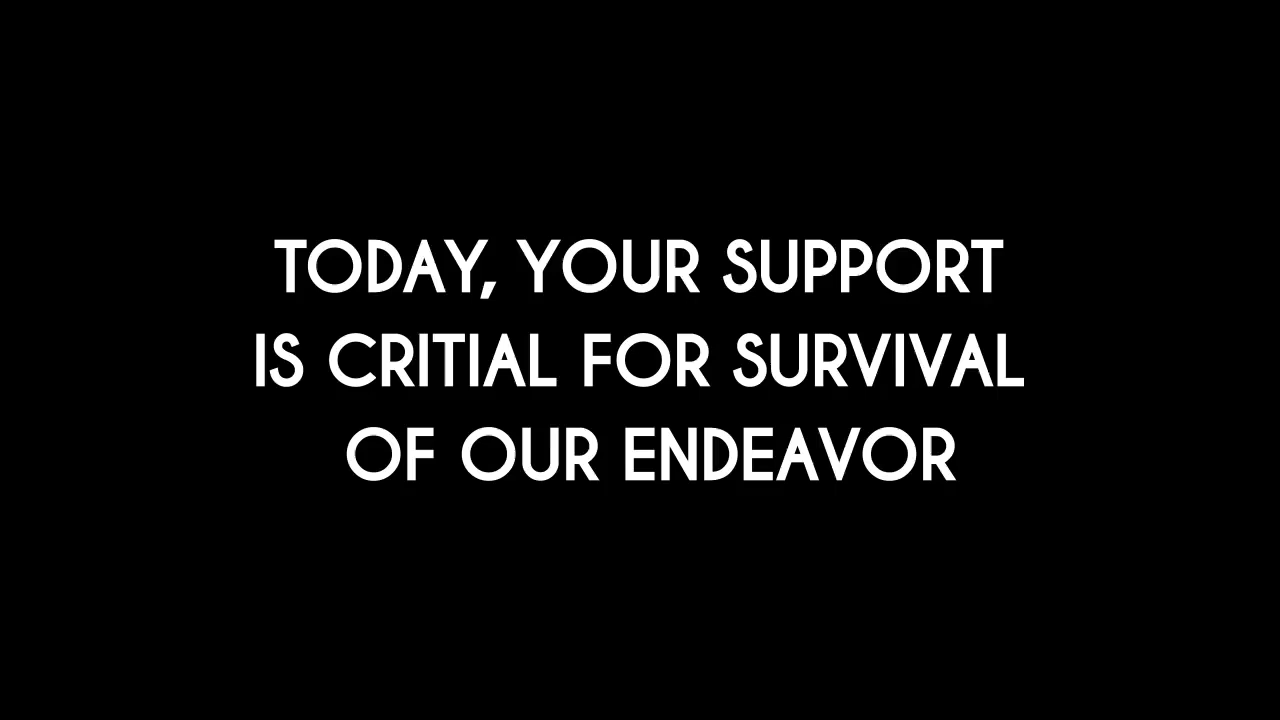 TODAY, YOUR SUPPORT
IS CRITIAL FOR SURVIVAL
OF OUR ENDEAVOR